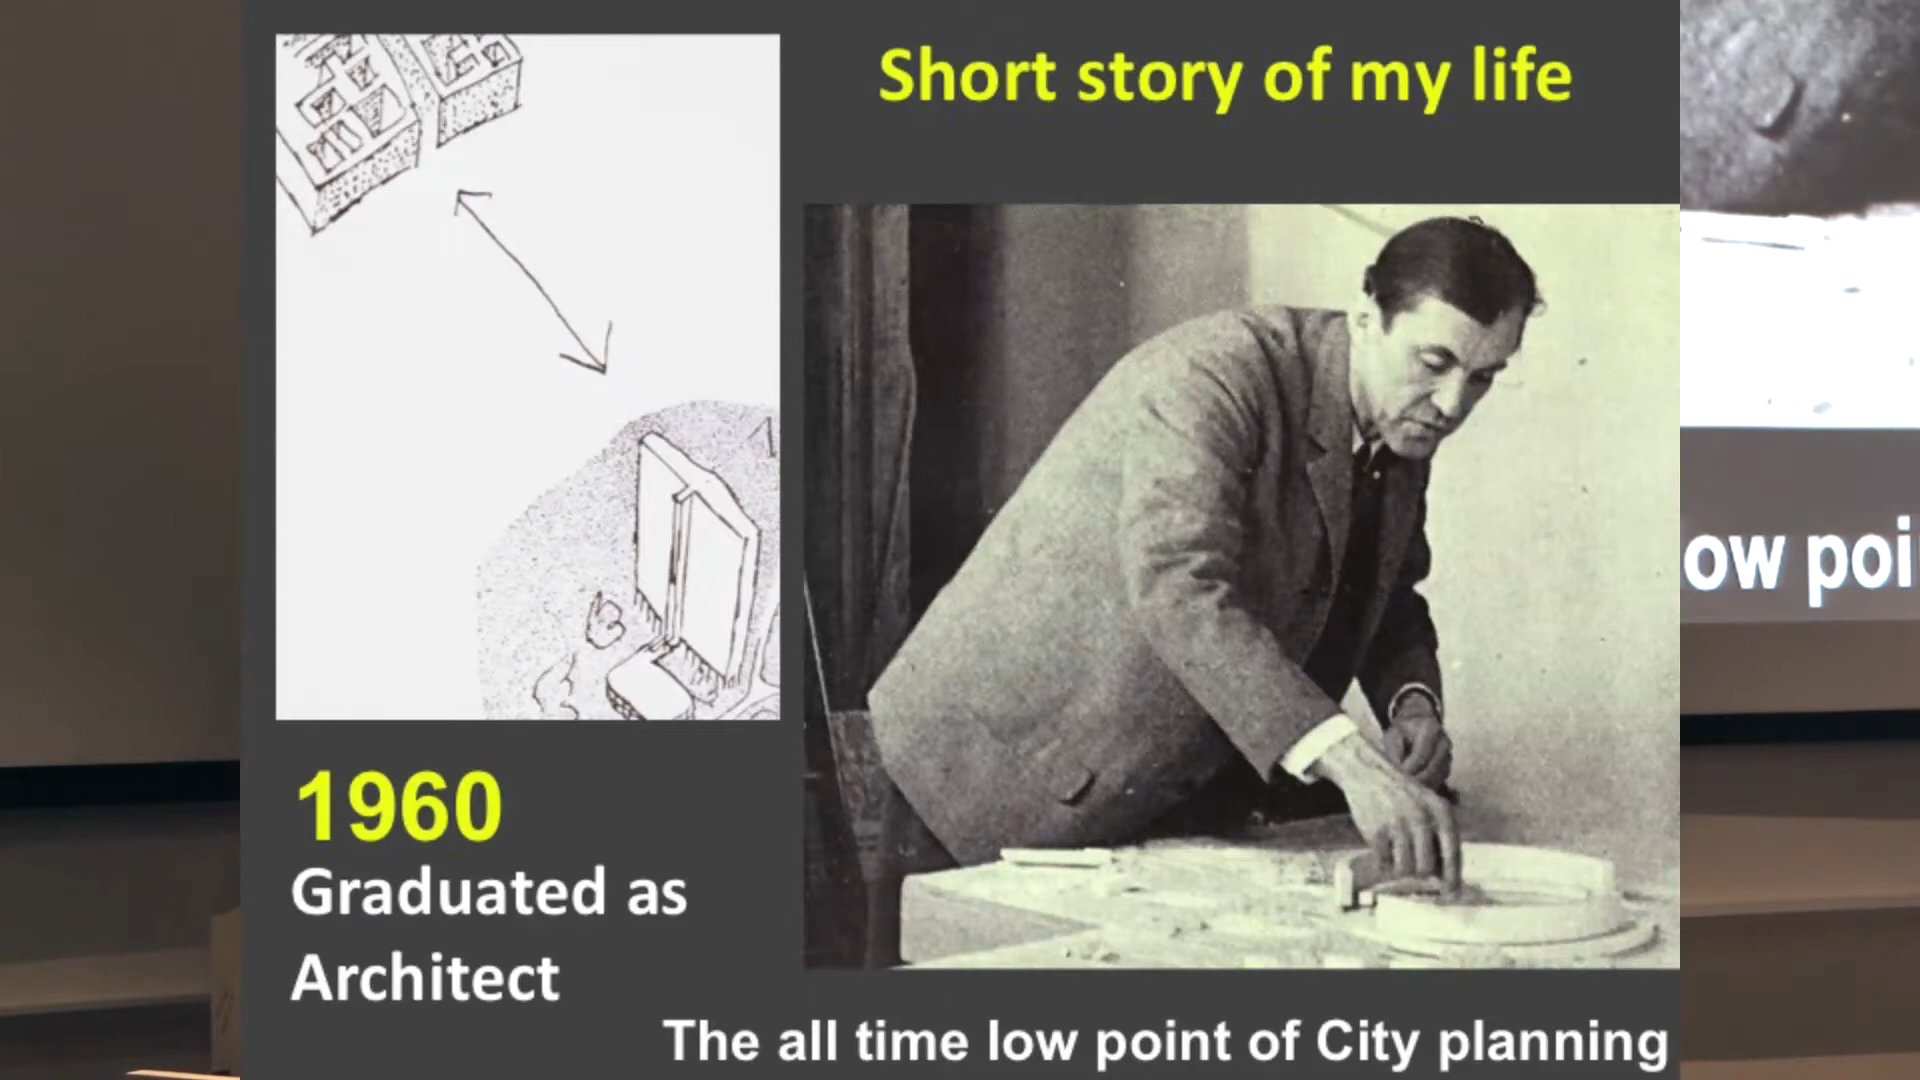 Short story of my life
1960
Graduated as
Architect
The all time low point of City planning
ow poi